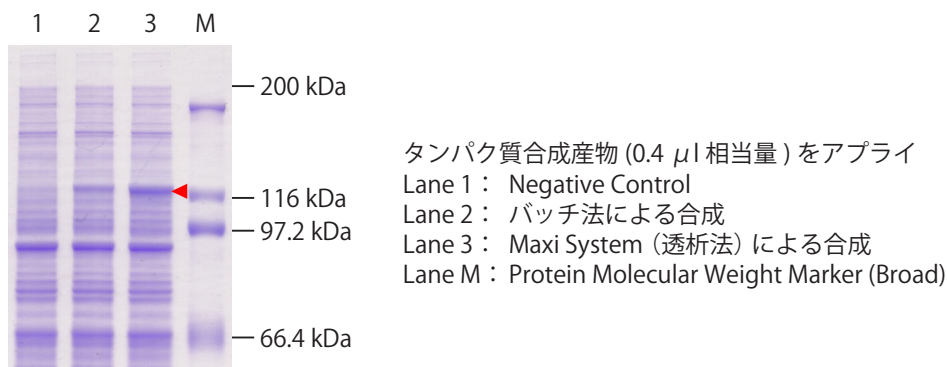 1 2 3 M
200 kDa
116 kDa
97.2 kDa
66.4 kDa
タンパク質合成産物 (0.4 μl 相当量 ) をアプライ
Lane 1： Negative Control
Lane 2： バッチ法による合成
Lane 3： Maxi System（透析法）による合成
Lane M：Protein Molecular Weight Marker (Broad)